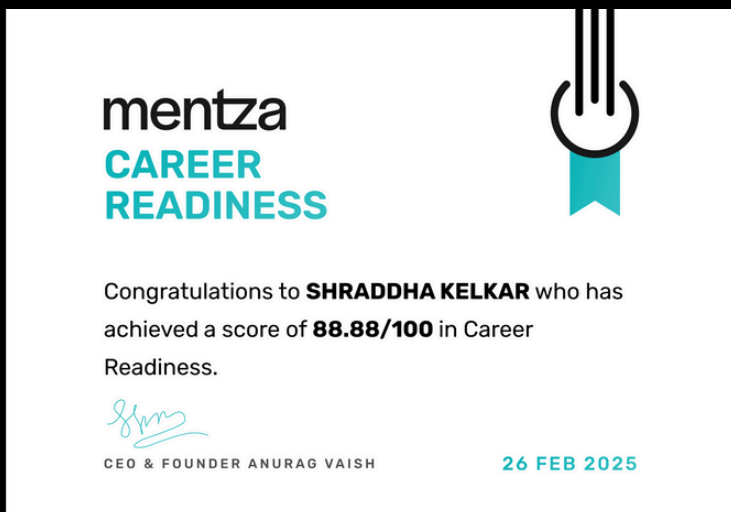 mentza
CAREER
READINESS
Congratulations to SHRADDHA KELKAR who has
achieved a score of 88.88/100 in Career
Readiness.
CEO & FOUNDER ANURAG VAISH
26 FEB 2025